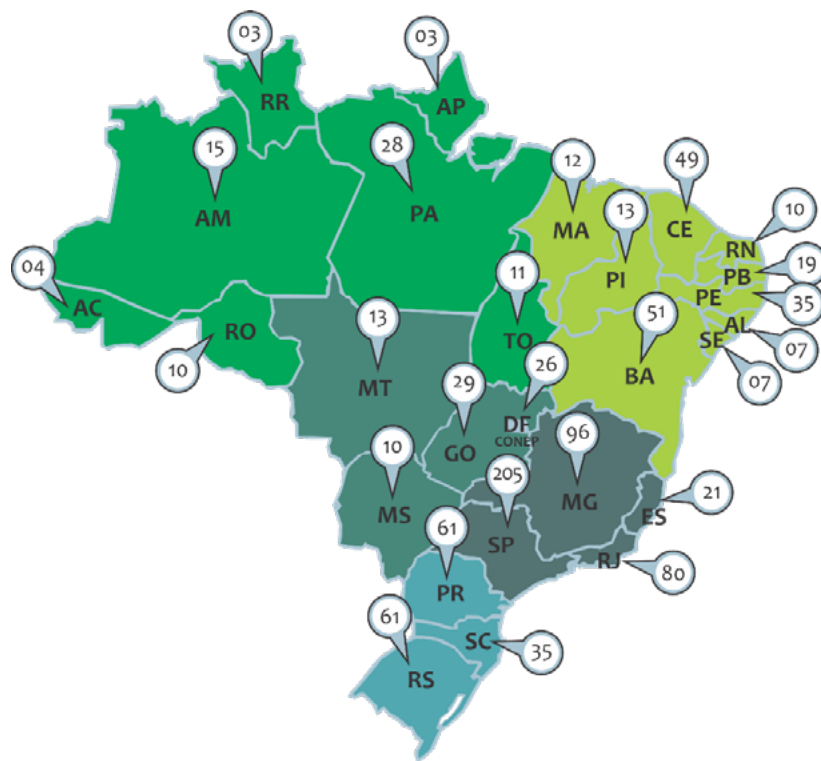 03
03
RR
AP
15
28
12
49
AM
PA
13
10
MA
CE
RN
04
11
PI
PB
19
AC
PE
35
RO
13
TO
51
AL
SE
07
10
26
07
MT
29
BA
DF
CONEP
96
GO
10
205
MG
21
MS
ES
61
SP
RJ
80
PR
61
SC
35
RS